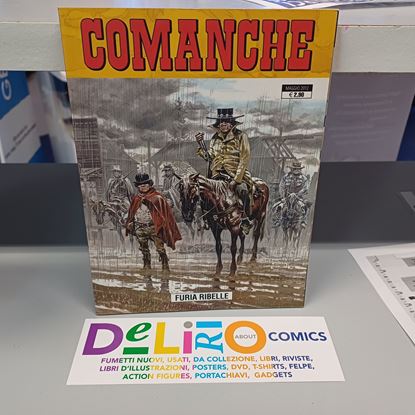 COMANCHE
MAGGIO 2012
€ 2,90
FURIA RIBELLE
DeLiRiO ABOUT COMICS
FUMETTI NUOVI, USATI, DA COLLEZIONE, LIBRI, RIVISTE,
LIBRI D'ILLUSTRAZIONI, POSTERS, DVD, T-SHIRTS, FELPE,
ACTION FIGURES, PORTACHIAVI, GADGETS